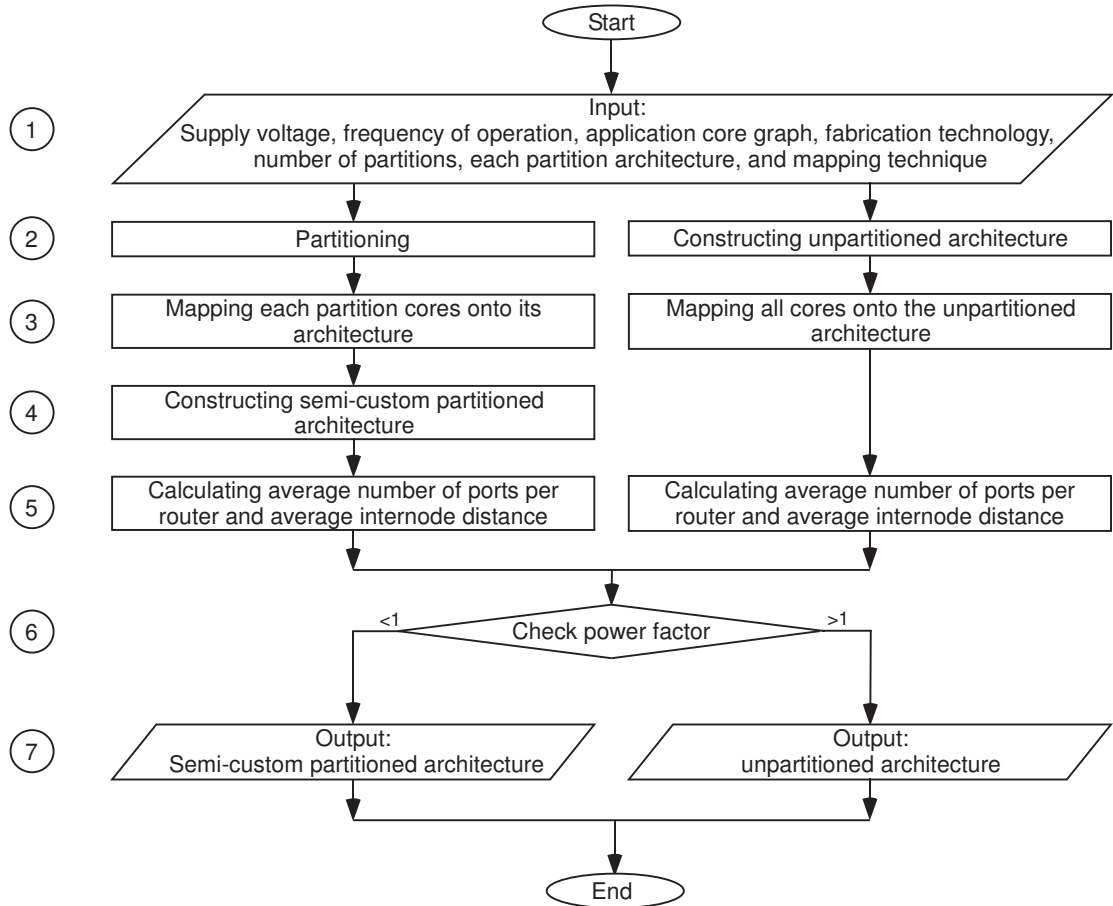 Start
1
Input:
Supply voltage, frequency of operation, application core graph, fabrication technology,
number of partitions, each partition architecture, and mapping technique
2
Partitioning
Constructing unpartitioned architecture
3
Mapping each partition cores onto its
architecture
Mapping all cores onto the unpartitioned
architecture
4
Constructing semi-custom partitioned
architecture
5
Calculating average number of ports per
router and average internode distance
Calculating average number of ports per
router and average internode distance
6
<1
Check power factor
>1
7
Output:
Semi-custom partitioned architecture
Output:
unpartitioned architecture
End